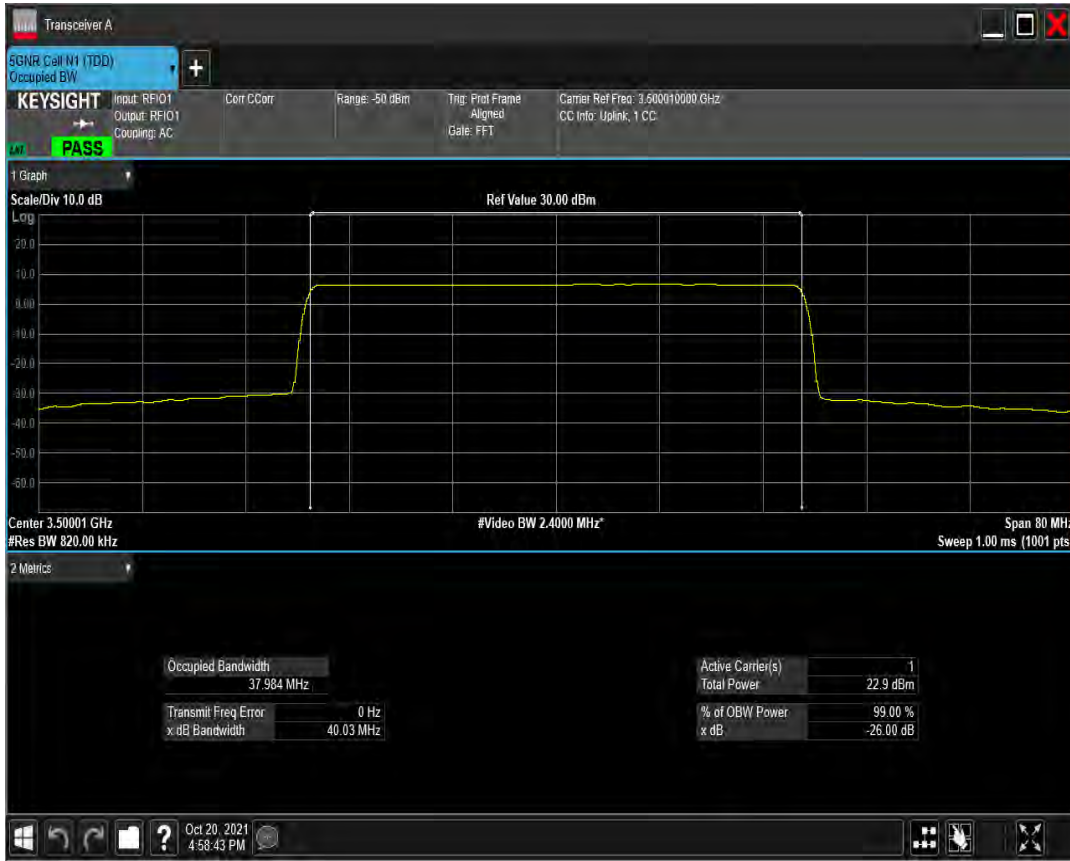 Transceiver A
5GNR Cell N1 (TDD)
Occupied BW
+
KEYSIGHT
Input: RFIO1
Output: RFIO1
Coupling: AC
Corr CCorr
Range: -50 dBm
Trig: Prot Frame
Aligned
Gate: FFT
Carrier Ref Freq: 3.500010000 GHz
CC Info: Uplink, 1 CC
PASS
1 Graph
Scale/Div 10.0 dB
Ref Value 30.00 dBm
Log
20.0
10.0
0.00
-10.0
-20.0
-30.0
-40.0
-50.0
-60.0
Center 3.50001 GHz
#Video BW 2.4000 MHz*
Span 80 MHz
#Res BW 820.00 kHz
Sweep 1.00 ms (1001 pts
2 Metrics
Occupied Bandwidth
37.984 MHz
Transmit Freq Error 0 Hz
x dB Bandwidth 40.03 MHz
Active Carrier(s) 1
Total Power 22.9 dBm
% of OBW Power 99.00 %
x dB -26.00 dB
?
Oct 20, 2021
4:58:43 PM